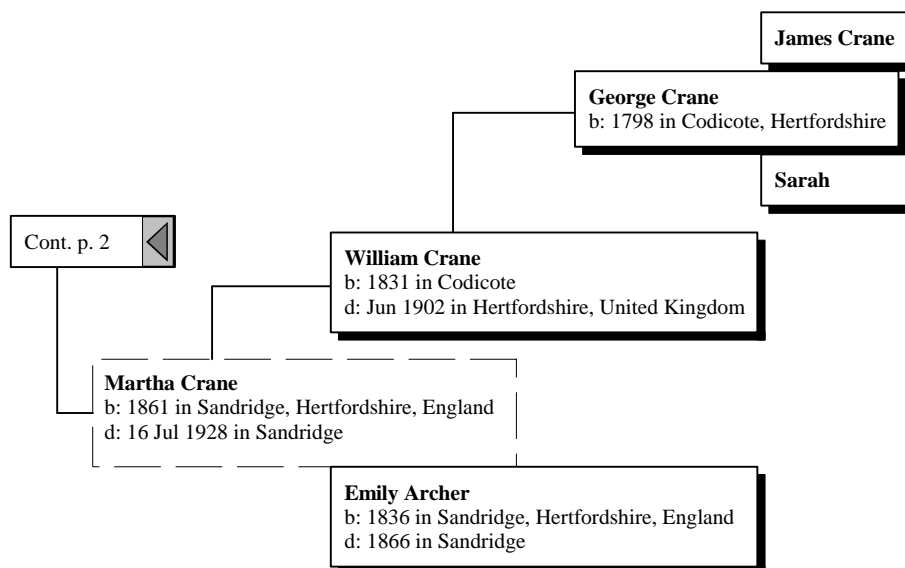 James Crane
George Crane
b: 1798 in Codicote, Hertfordshire
Sarah
Cont. p. 2
William Crane
b: 1831 in Codicote
d: Jun 1902 in Hertfordshire, United Kingdom
Martha Crane
b: 1861 in Sandridge, Hertfordshire, England
d: 16 Jul 1928 in Sandridge
Emily Archer
b: 1836 in Sandridge, Hertfordshire, England
d: 1866 in Sandridge